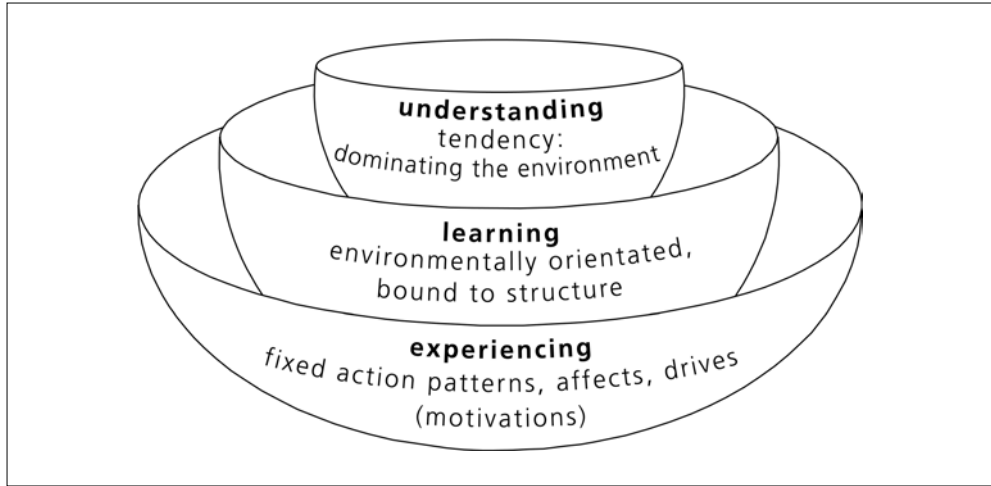 understanding
tendency:
dominating the environment
learning
environmentally orientated,
bound to structure
experiencing
fixed action patterns, affects, drives
(motivations)